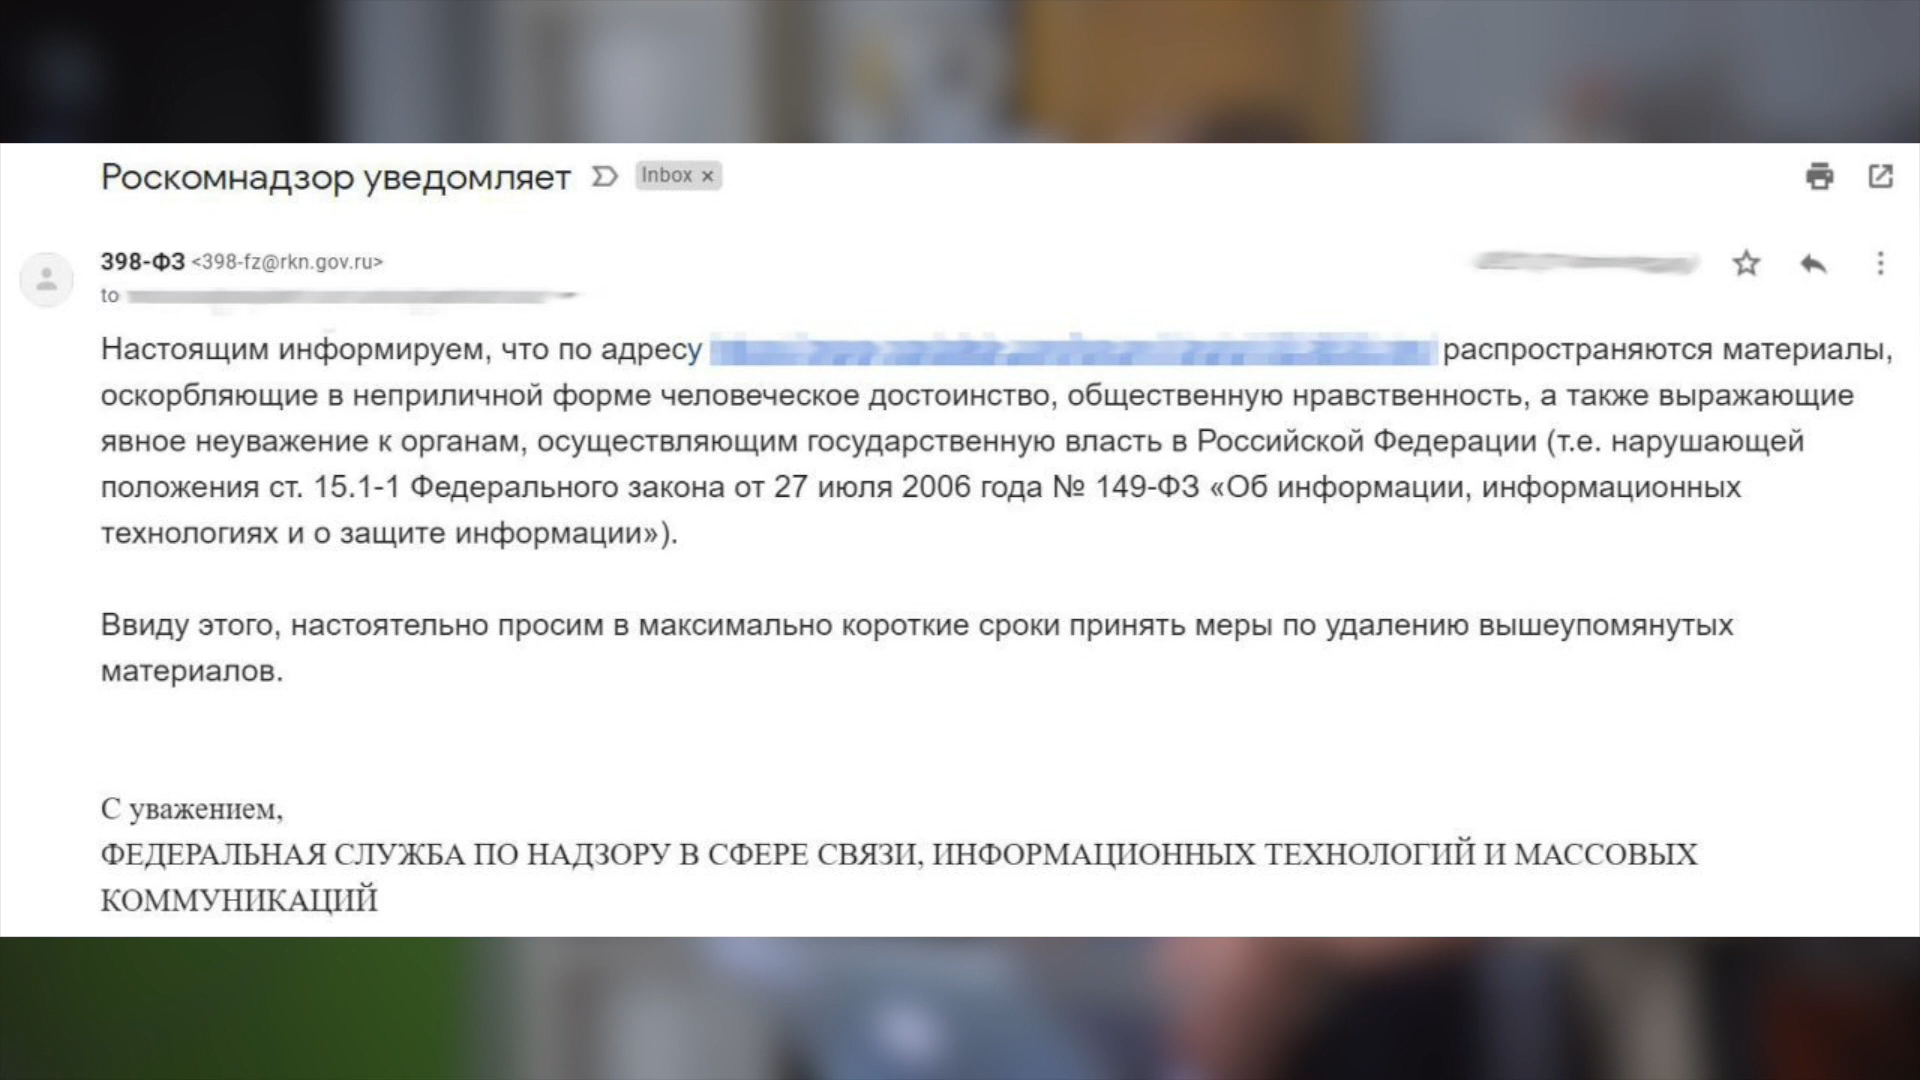 Роскомнадзор уведомляет Inbox ×
398-ФЗ <398-fz@rkn.gov.ru>
to
Настоящим информируем, что по адресу распространяются материалы,
оскорбляющие в неприличной форме человеческое достоинство, общественную нравственность, а также выражающие
явное неуважение к органам, осуществляющим государственную власть в Российской Федерации (т.е. нарушающей
положения ст. 15.1-1 Федерального закона от 27 июля 2006 года № 149-ФЗ «Об информации, информационных
технологиях и о защите информации»).
Ввиду этого, настоятельно просим в максимально короткие сроки принять меры по удалению вышеупомянутых
материалов.
С уважением,
ФЕДЕРАЛЬНАЯ СЛУЖБА ПО НАДЗОРУ В СФЕРЕ СВЯЗИ, ИНФОРМАЦИОННЫХ ТЕХНОЛОГИЙ И МАССОВЫХ
КОММУНИКАЦИЙ